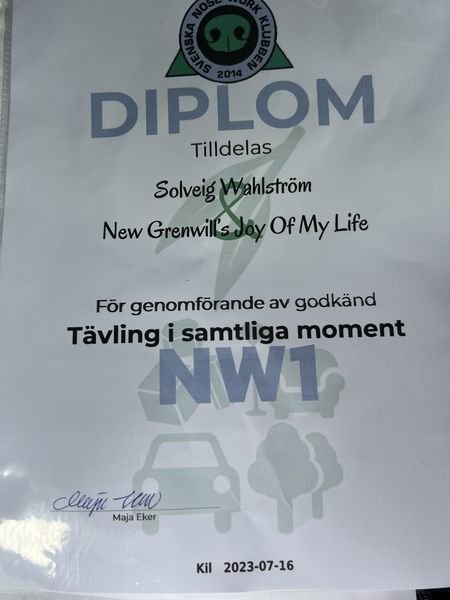 SVENSKA NOSE WORK KLUBBEN
2014
DIPLOM
Tilldelas
Solveig Wahlström
&
New Grenwill's Joy Of My Life
För genomförande av godkänd
Tävling i samtliga moment
NW1
Maja Eker
Kil 2023-07-16